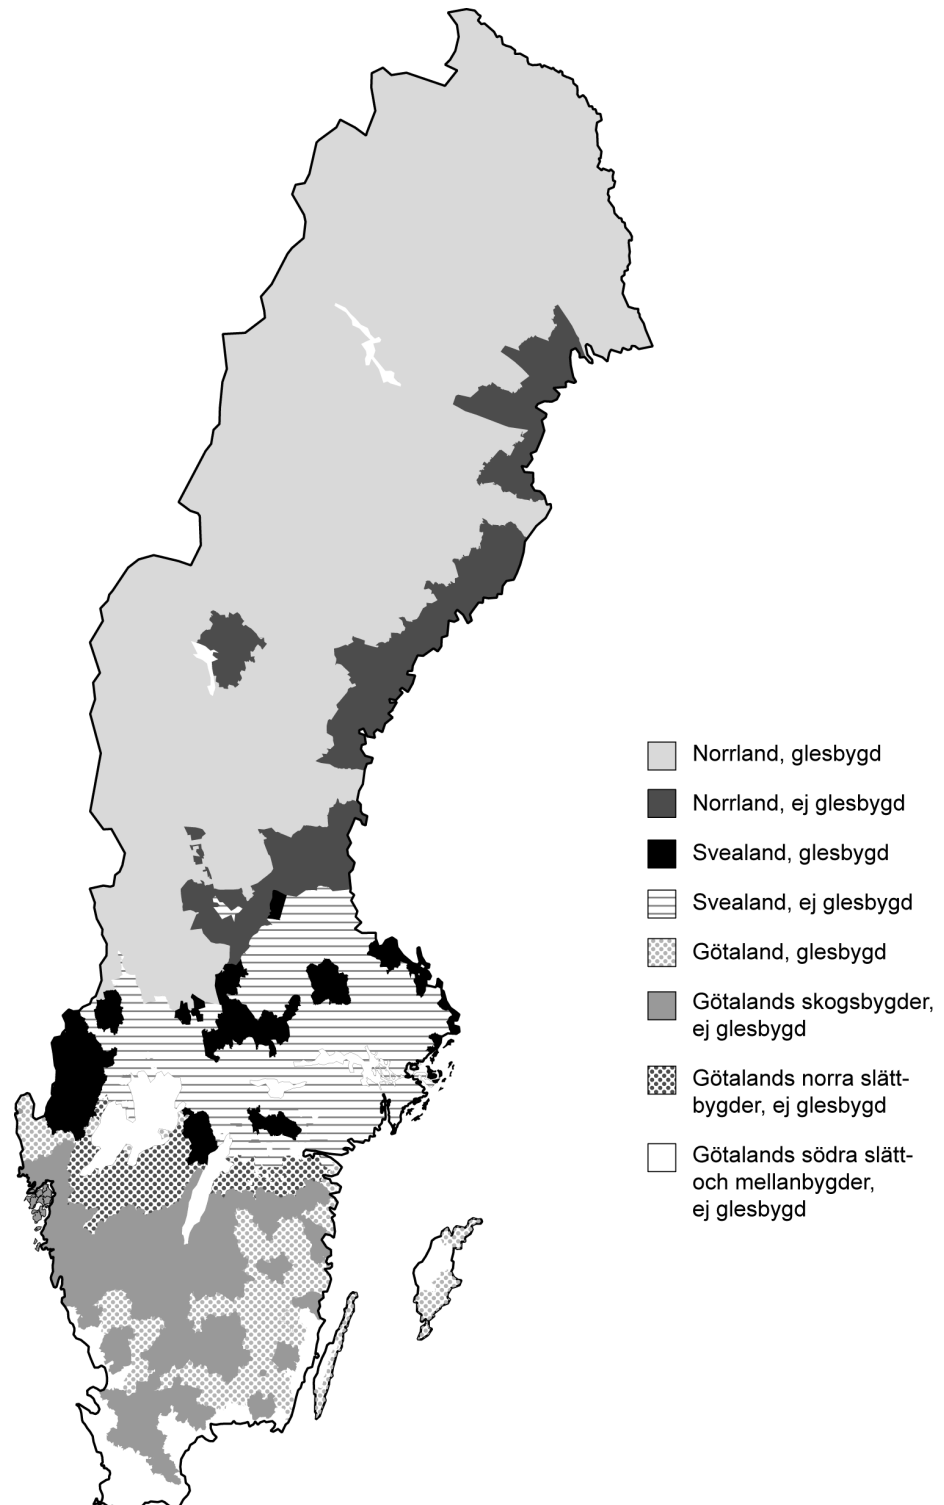 Norrland, glesbygd
Norrland, ej glesbygd
Svealand, glesbygd
Svealand, ej glesbygd
Götaland, glesbygd
Götalands skogsbygder,
ej glesbygd
Götalands norra slätt-
bygder, ej glesbygd
Götalands södra slätt-
och mellanbygder,
ej glesbygd